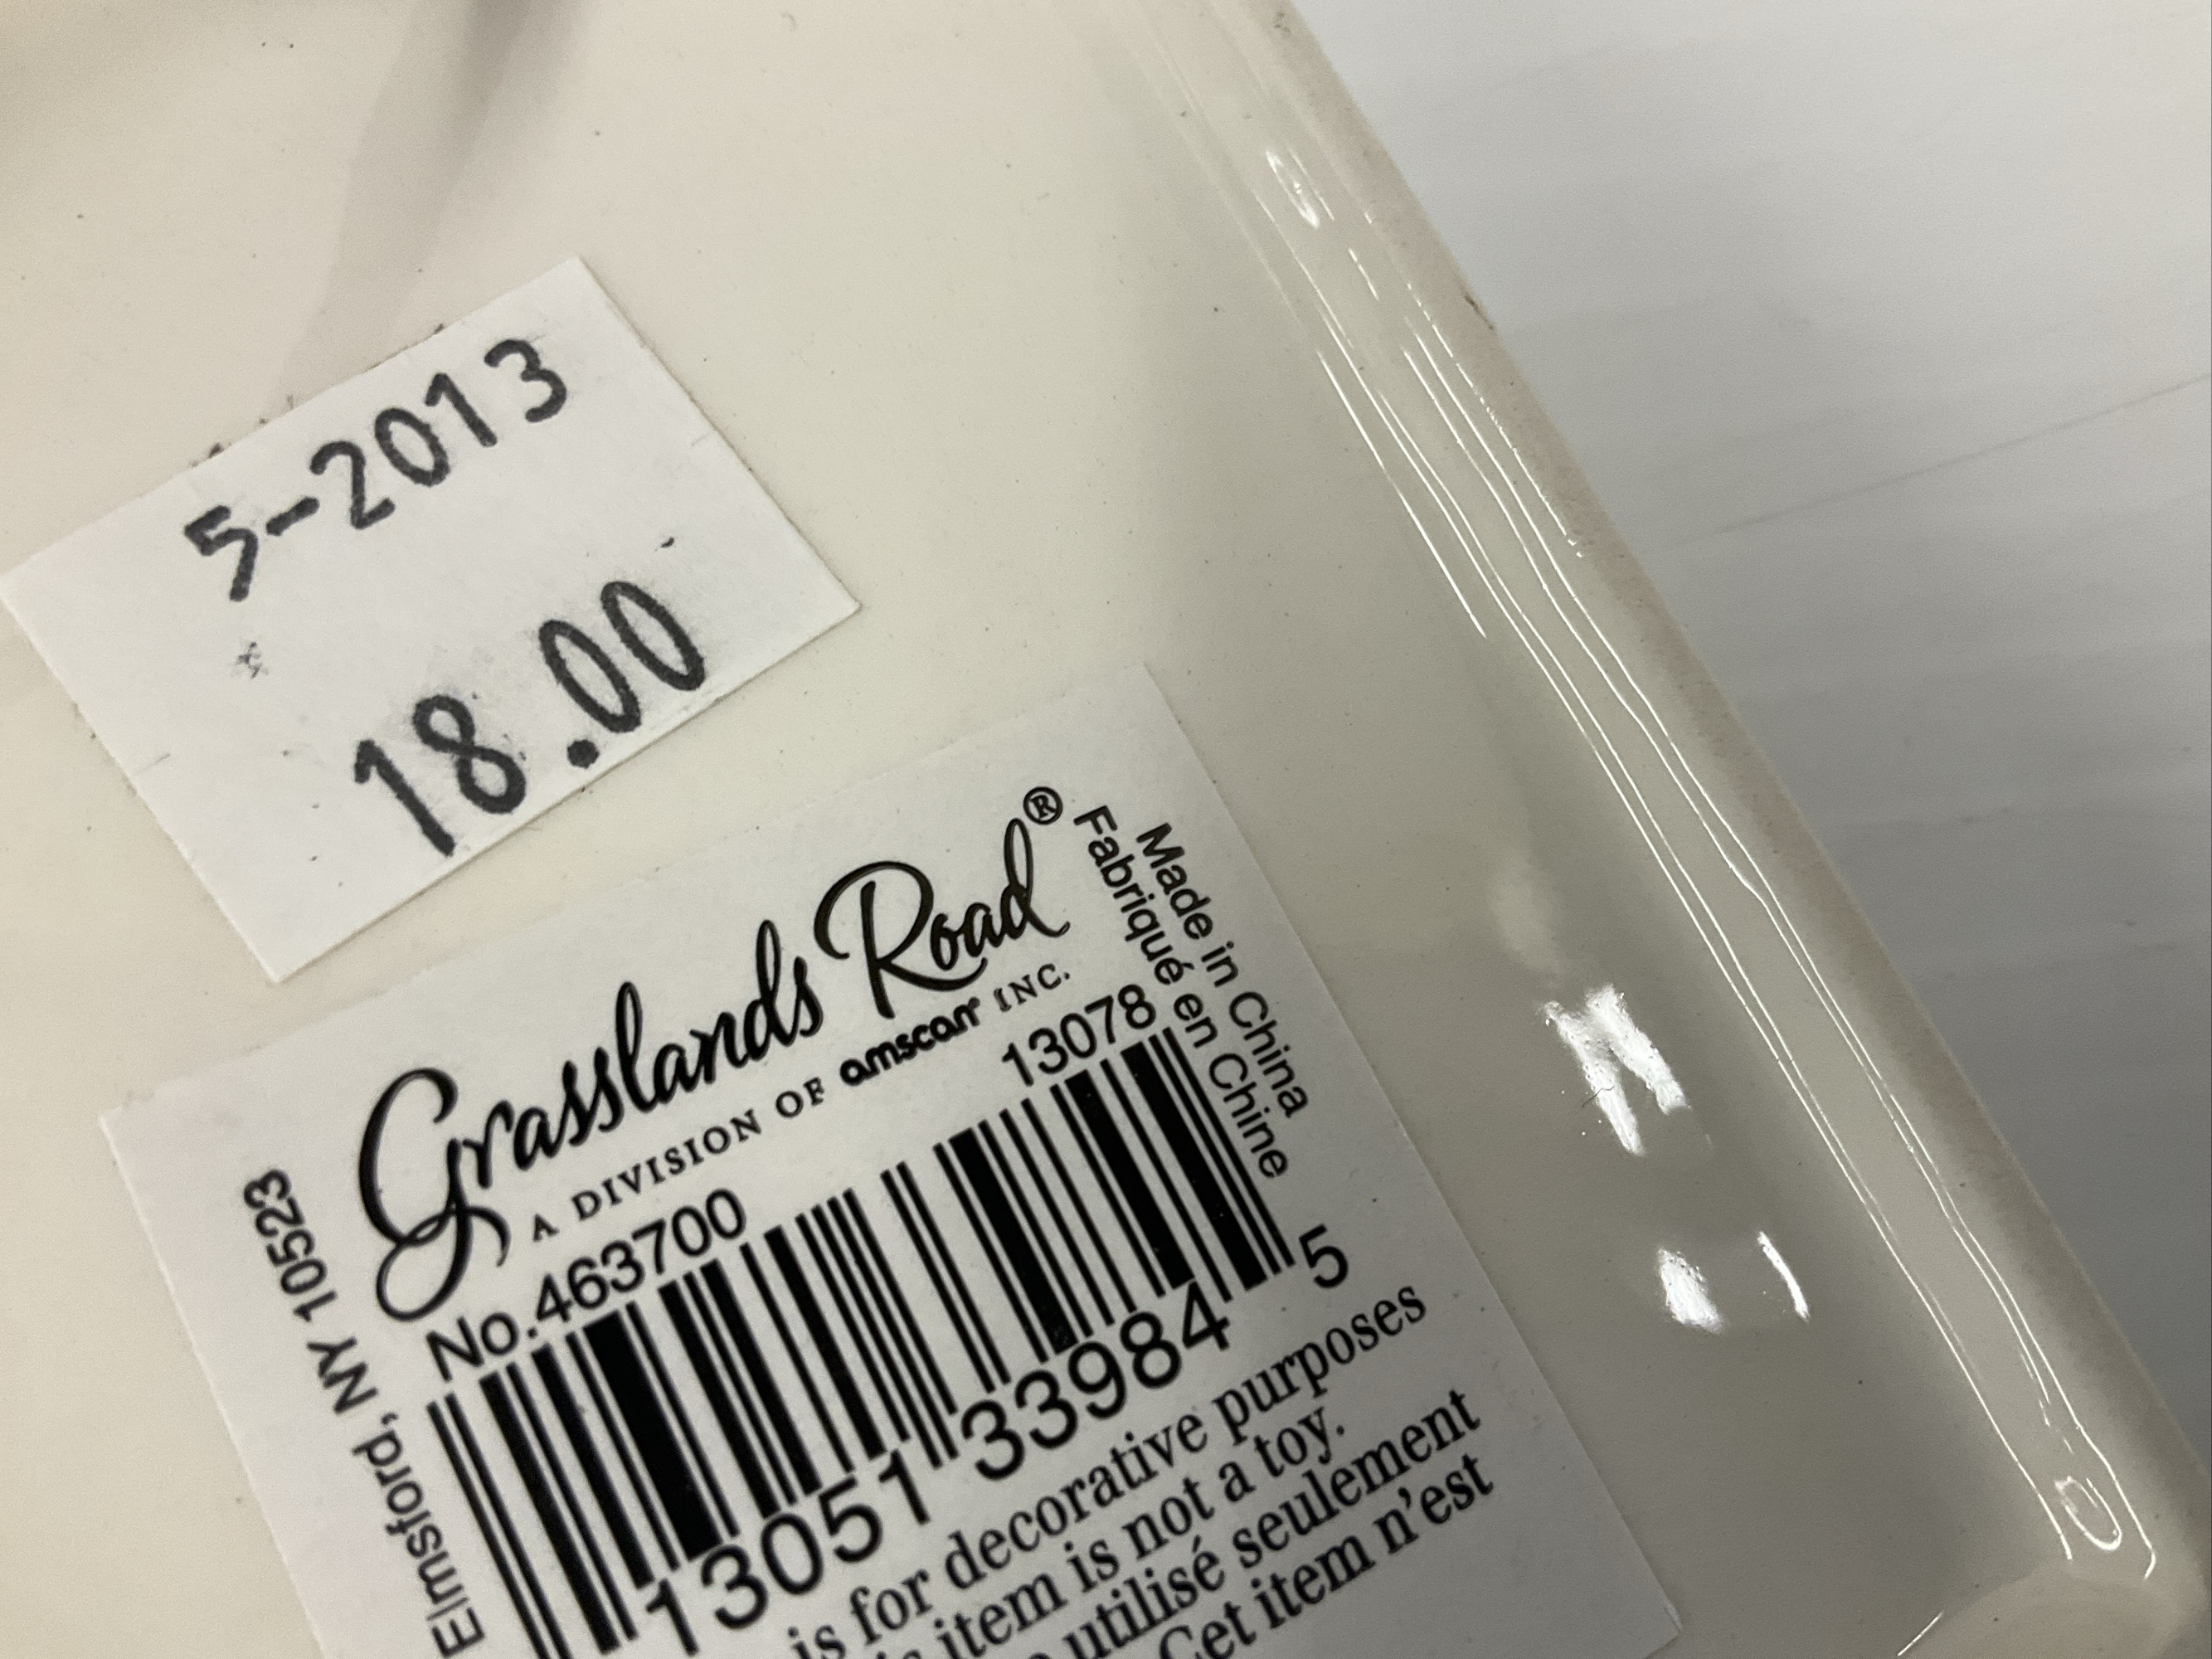 5-2013
18.00
Grasslands Road®
A DIVISION OF amscan INC.
No.463700 13078
13051 33984 5
is for decorative purposes
item is not a toy.
utilisé seulement
Cet item n'est
Elmsford, NY 10523
Made in China
Fabriqué en Chine